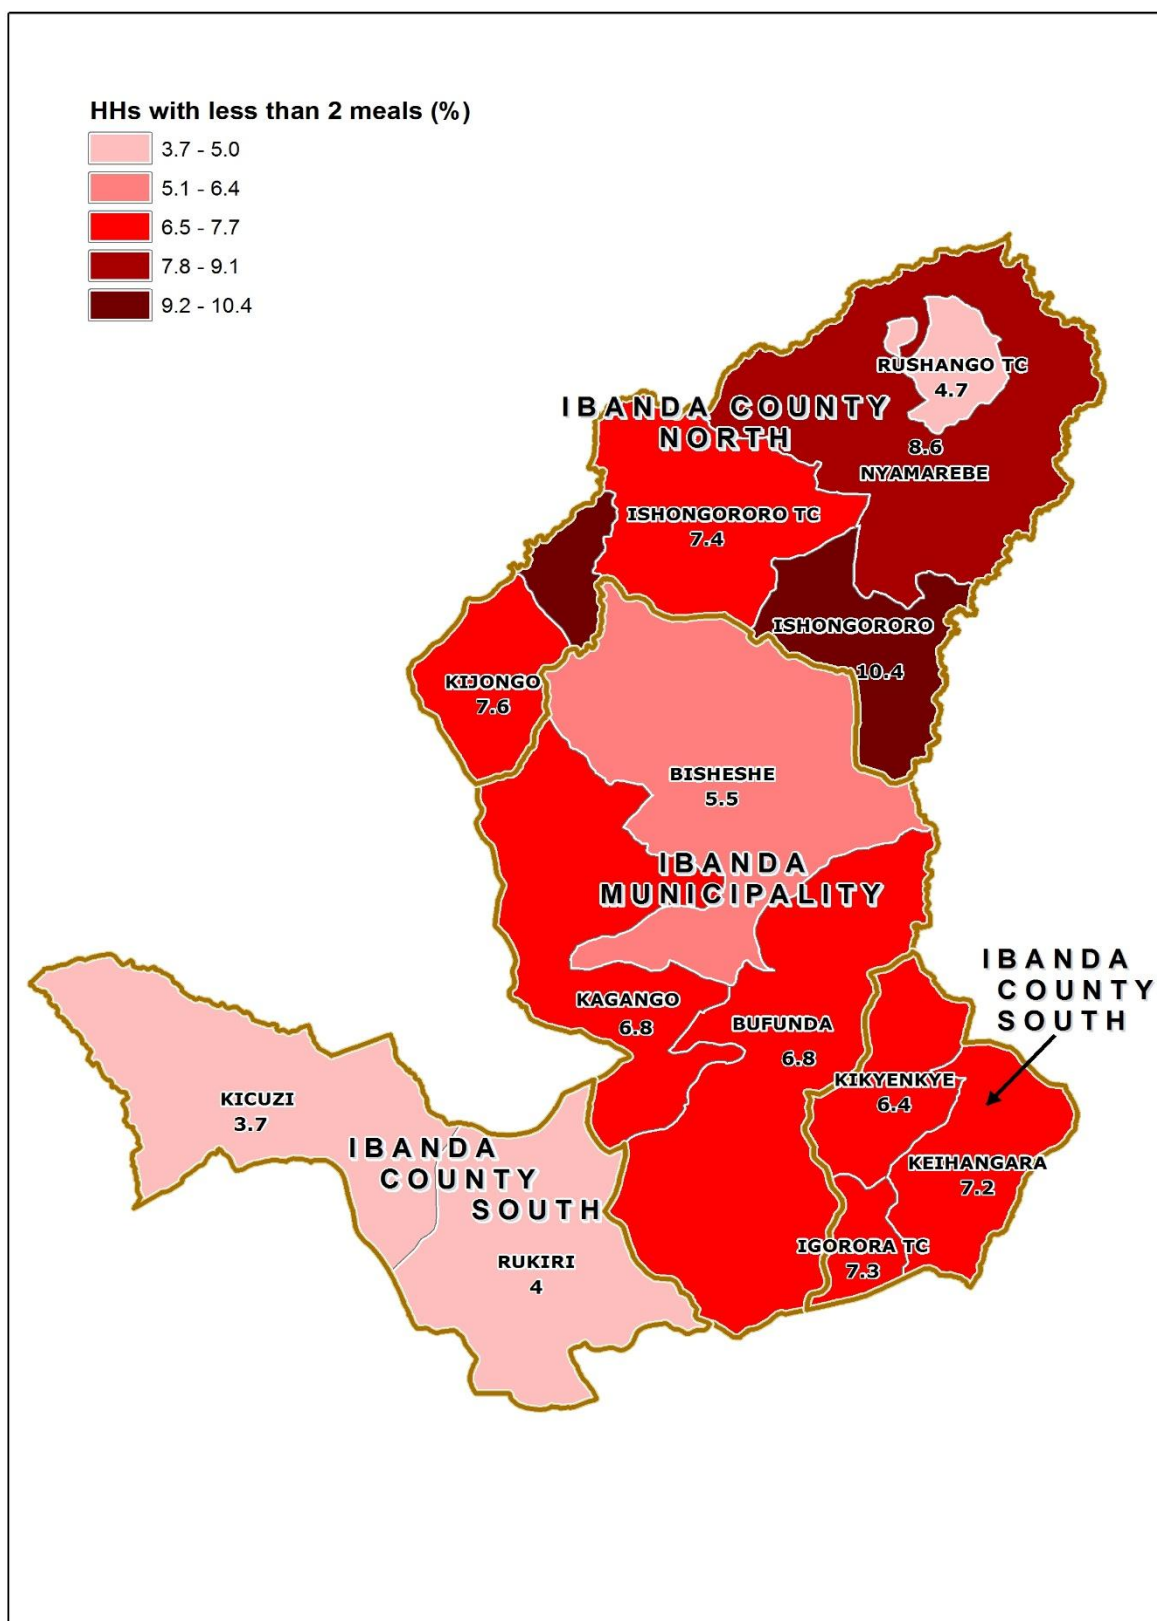 HHs with less than 2 meals (%)
3.7 - 5.0
5.1 - 6.4
6.5 - 7.7
7.8 - 9.1
9.2 - 10.4
RUSHANGO TC
4.7
IBANDA COUNTY
NORTH
8.6
NYAMAREBE
ISHONGORORO TC
7.4
ISHONGORORO
10.4
KIJONGO
7.6
BISHESHE
5.5
IBANDA
MUNICIPALITY
IBANDA
COUNTY
SOUTH
KAGANGO
6.8
BUFUNDA
6.8
KIKYENKYE
6.4
KICUZI
3.7
IBANDA
COUNTY
SOUTH
KEIHANGARA
7.2
IGORORA TC
7.3
RUKIRI
4